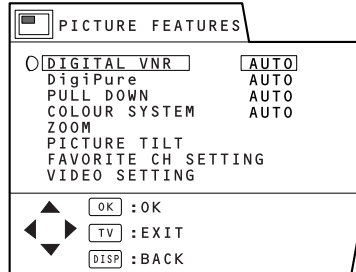 PICTURE FEATURES
DIGITAL VNR AUTO
DigiPure AUTO
PULL DOWN AUTO
COLOUR SYSTEM AUTO
ZOOM
PICTURE TILT
FAVORITE CH SETTING
VIDEO SETTING
OK :OK
TV :EXIT
DISP :BACK